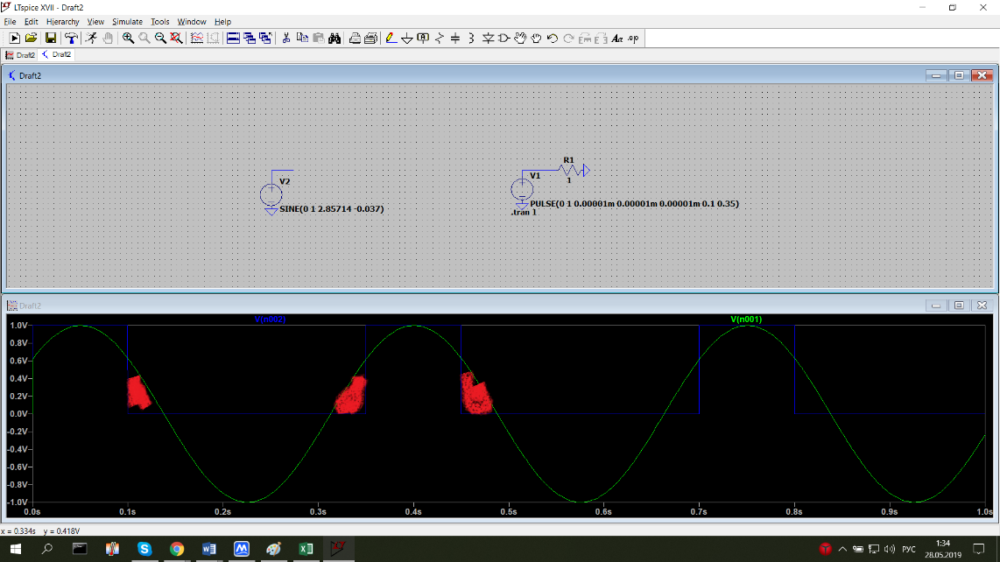 LTspice XVII - Draft2
File Edit Hierarchy View Simulate Tools Window Help
Draft2 Draft2
Draft2
R1
1
V2
SINE(0 1 2.85714 -0.037)
V1
PULSE(0 1 0.00001m 0.00001m 0.00001m 0.1 0.35)
.tran 1
Draft2
V(n002) V(n001)
1.0V
0.8V
0.6V
0.4V
0.2V
0.0V
-0.2V
-0.4V
-0.6V
-0.8V
-1.0V
0.0s 0.1s 0.2s 0.3s 0.4s 0.5s 0.6s 0.7s 0.8s 0.9s 1.0s
x = 0.334s y = 0.418V
РУС
1:34
28.05.2019